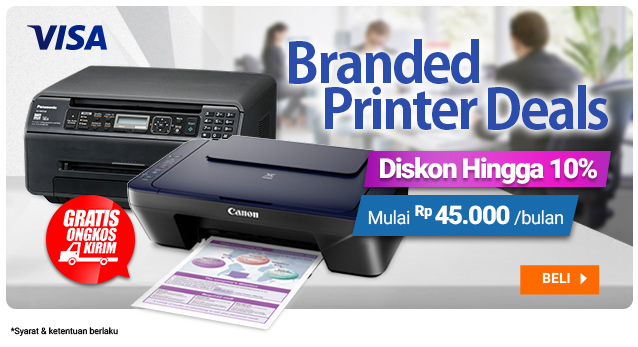 VISA
Branded
Printer Deals
Panasonic
Diskon Hingga 10%
Canon
Mulai Rp 45.000 /bulan
GRATIS
ONGKOS
KIRIM
BELI
*Syarat & ketentuan berlaku